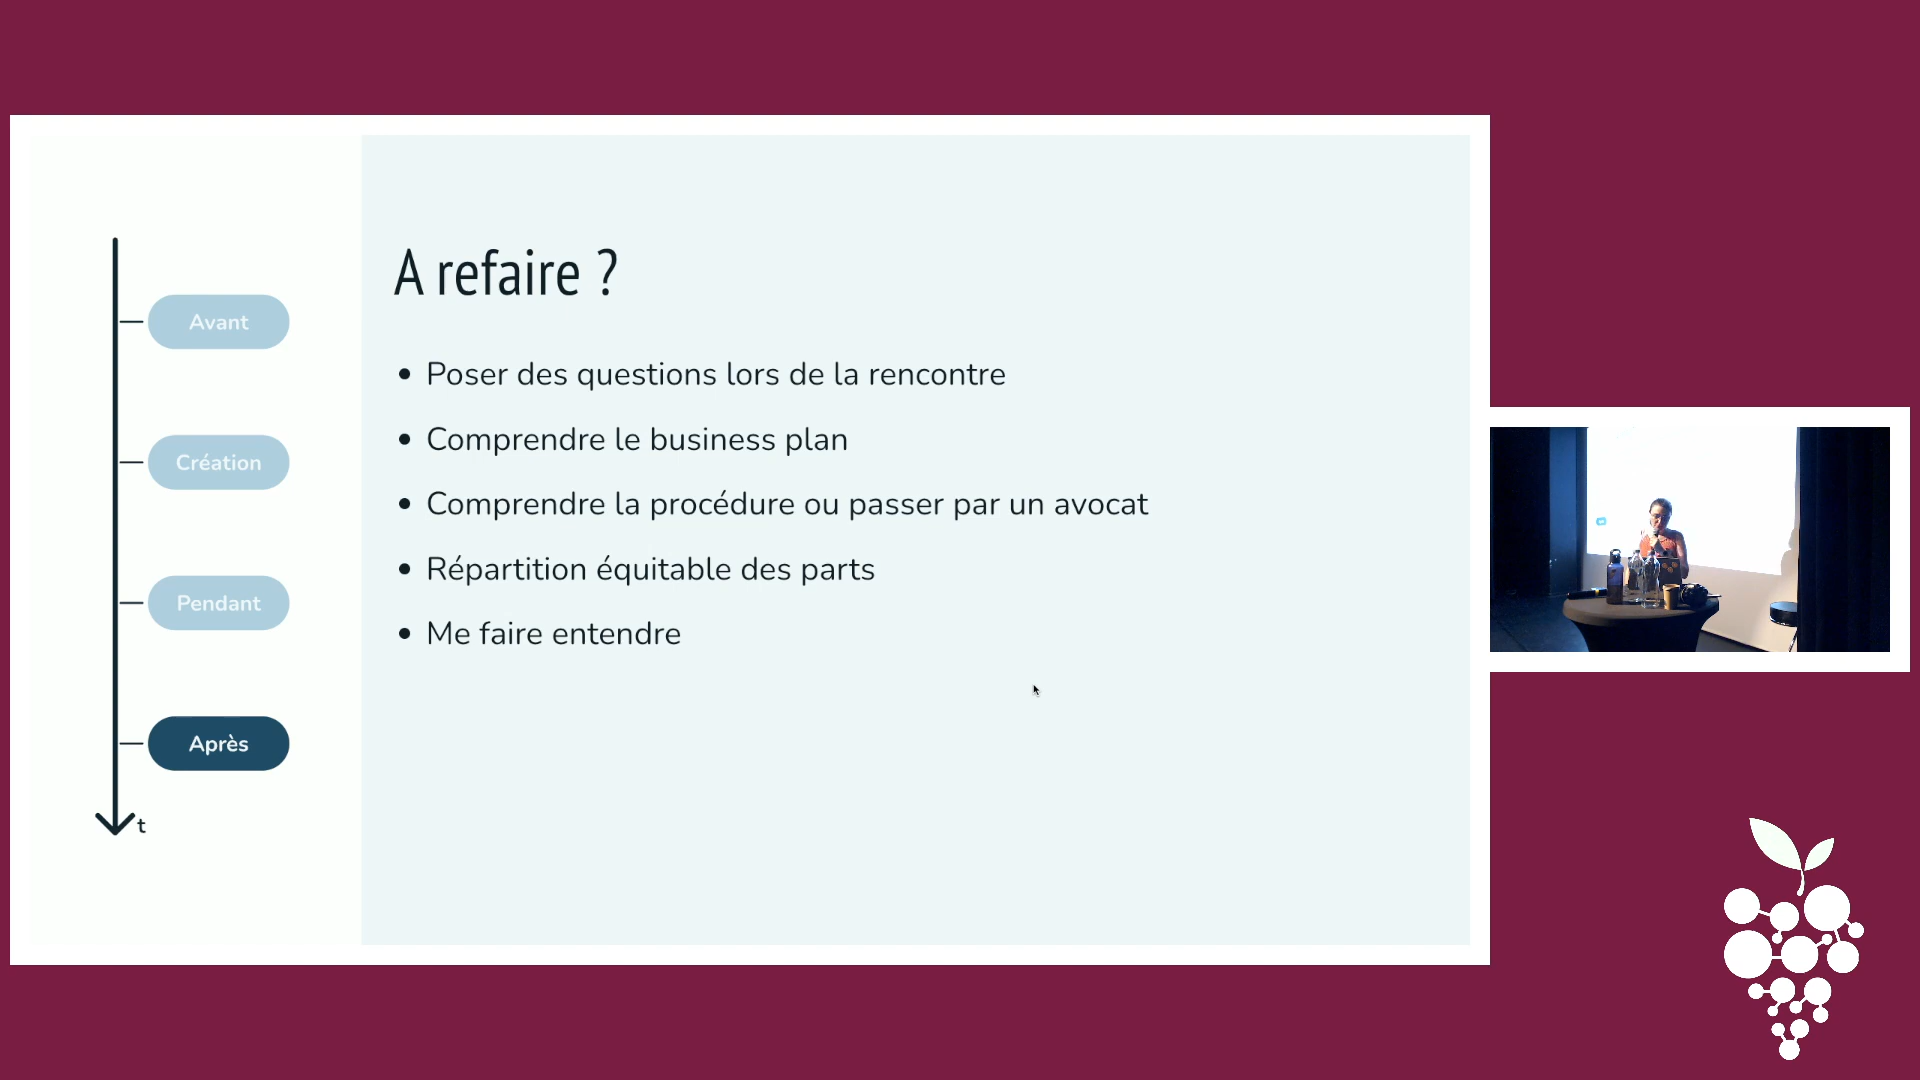 Avant
Création
Pendant
Après
t
A refaire ?
• Poser des questions lors de la rencontre
• Comprendre le business plan
• Comprendre la procédure ou passer par un avocat
• Répartition équitable des parts
• Me faire entendre